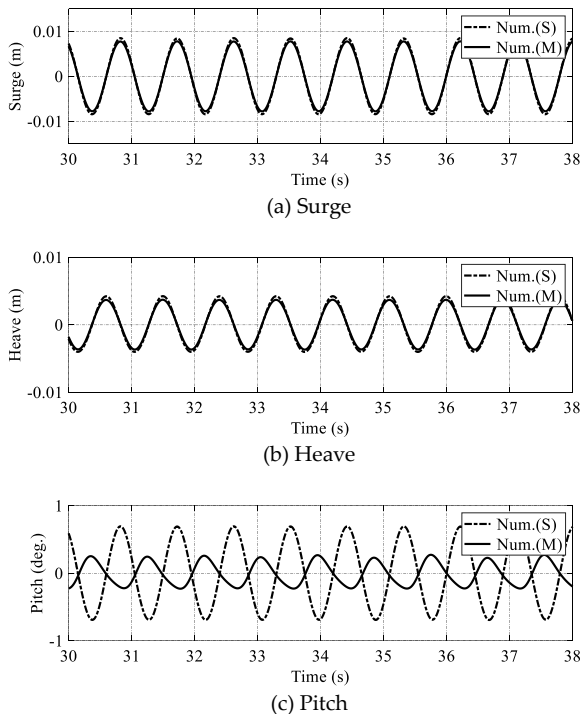 0.01
0
-0.01
Surge (m)
Num.(S)
Num.(M)
30 31 32 33 34 35 36 37 38
Time (s)
(a) Surge
0.01
0
-0.01
Heave (m)
Num.(S)
Num.(M)
30 31 32 33 34 35 36 37 38
Time (s)
(b) Heave
1
0
-1
Pitch (deg.)
Num.(S)
Num.(M)
30 31 32 33 34 35 36 37 38
Time (s)
(c) Pitch